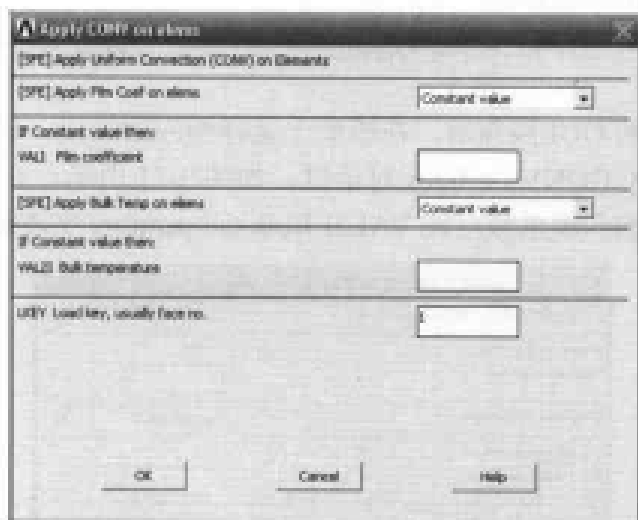 Apply CONV on elems
[SFE] Apply Uniform Convection (CONV) on Elements
[SFE] Apply Film Coef on elems
Constant value
If Constant value then:
VALI Film coefficient
[SFE] Apply Bulk Temp on elems
Constant value
If Constant value then:
VAL2I Bulk temperature
LKEY Load key, usually face no.
1
OK
Cancel
Help